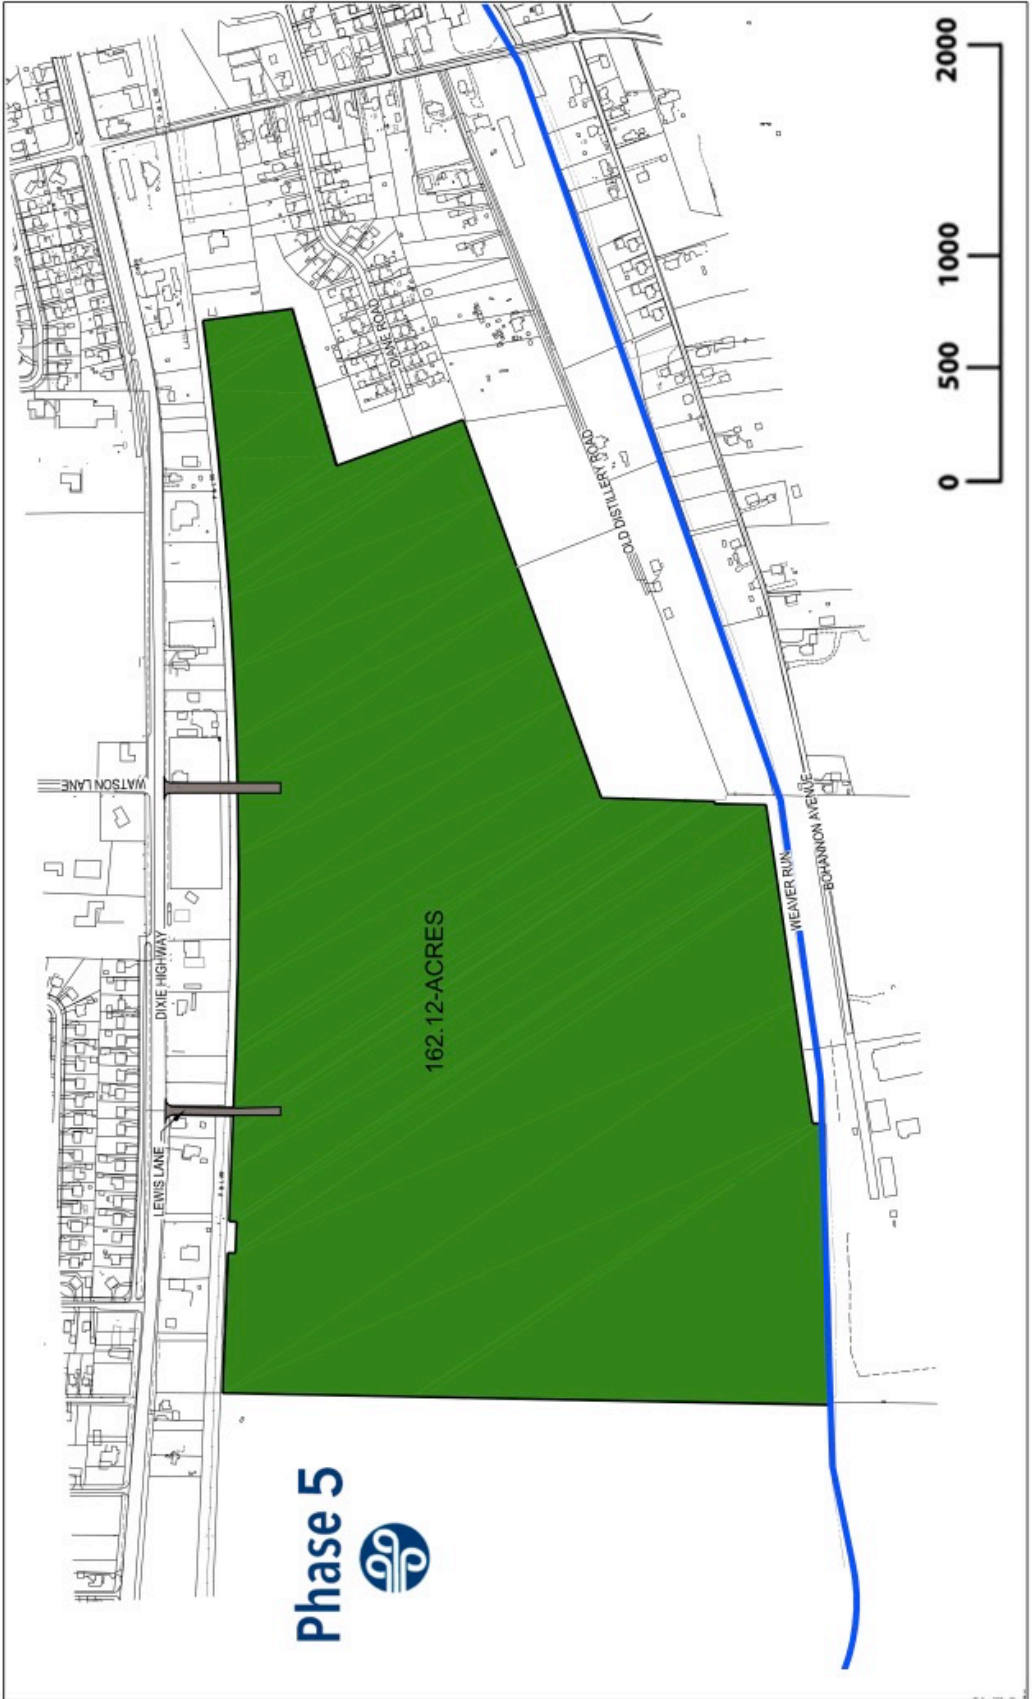 Phase 5
LEWIS LANE
DIXIE HIGHWAY
WATSON LANE
162.12-ACRES
DANE ROAD
OLD DISTILLERY ROAD
WEAVER RUN
BOHANNON AVENUE
0 500 1000 2000